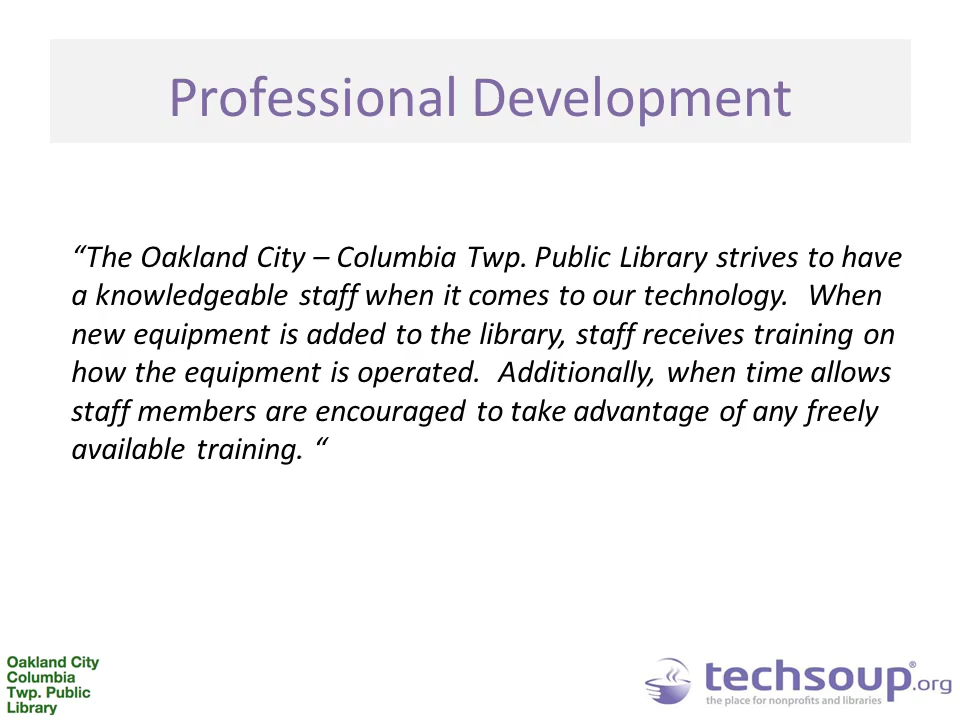 Professional Development
“The Oakland City – Columbia Twp. Public Library strives to have
a knowledgeable staff when it comes to our technology.  When
new equipment is added to the library, staff receives training on
how the equipment is operated.  Additionally, when time allows
staff members are encouraged to take advantage of any freely
available training. “
Oakland City
Columbia
Twp. Public
Library
techsoup®.org
the place for nonprofits and libraries